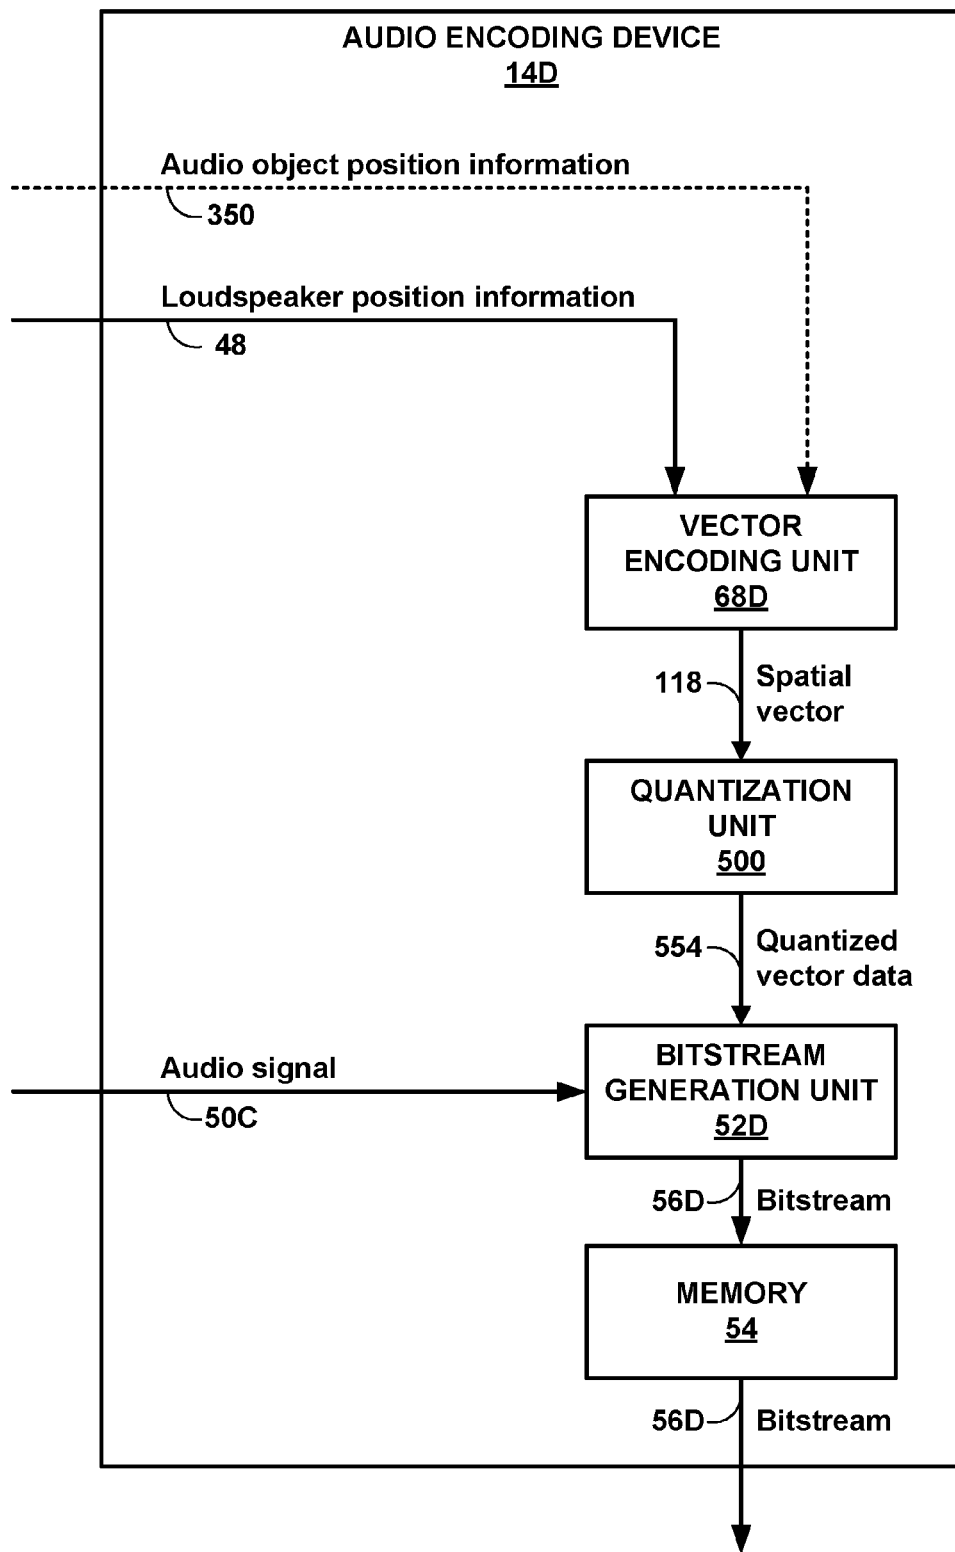 AUDIO ENCODING DEVICE
14D
Audio object position information
350
Loudspeaker position information
48
VECTOR
ENCODING UNIT
68D
118
Spatial
vector
QUANTIZATION
UNIT
500
554
Quantized
vector data
Audio signal
50C
BITSTREAM
GENERATION UNIT
52D
56D
Bitstream
MEMORY
54
56D
Bitstream